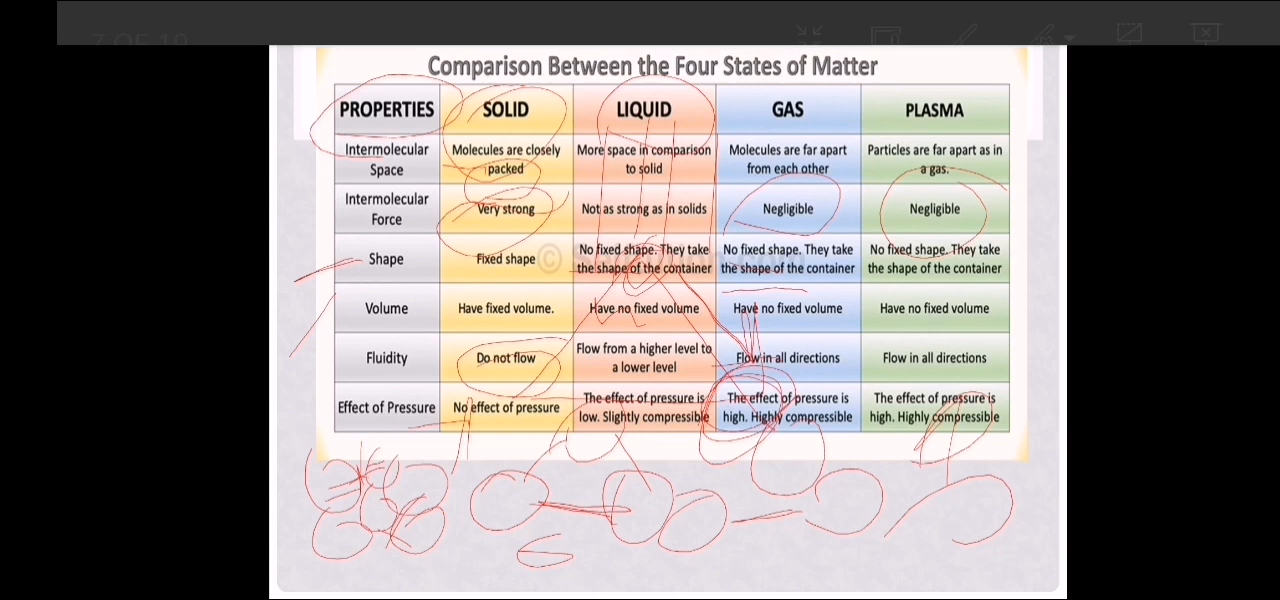 7 OF 19
Comparison Between the Four States of Matter
PROPERTIES SOLID LIQUID GAS PLASMA
Intermolecular Space
Molecules are closely packed
More space in comparison to solid
Molecules are far apart from each other
Particles are far apart as in a gas.
Intermolecular Force
Very strong
Not as strong as in solids
Negligible
Negligible
Shape
Fixed shape
No fixed shape. They take the shape of the container
No fixed shape. They take the shape of the container
No fixed shape. They take the shape of the container
Volume
Have fixed volume.
Have no fixed volume
Have no fixed volume
Have no fixed volume
Fluidity
Do not flow
Flow from a higher level to a lower level
Flow in all directions
Flow in all directions
Effect of Pressure
No effect of pressure
The effect of pressure is low. Slightly compressible
The effect of pressure is high. Highly compressible
The effect of pressure is high. Highly compressible